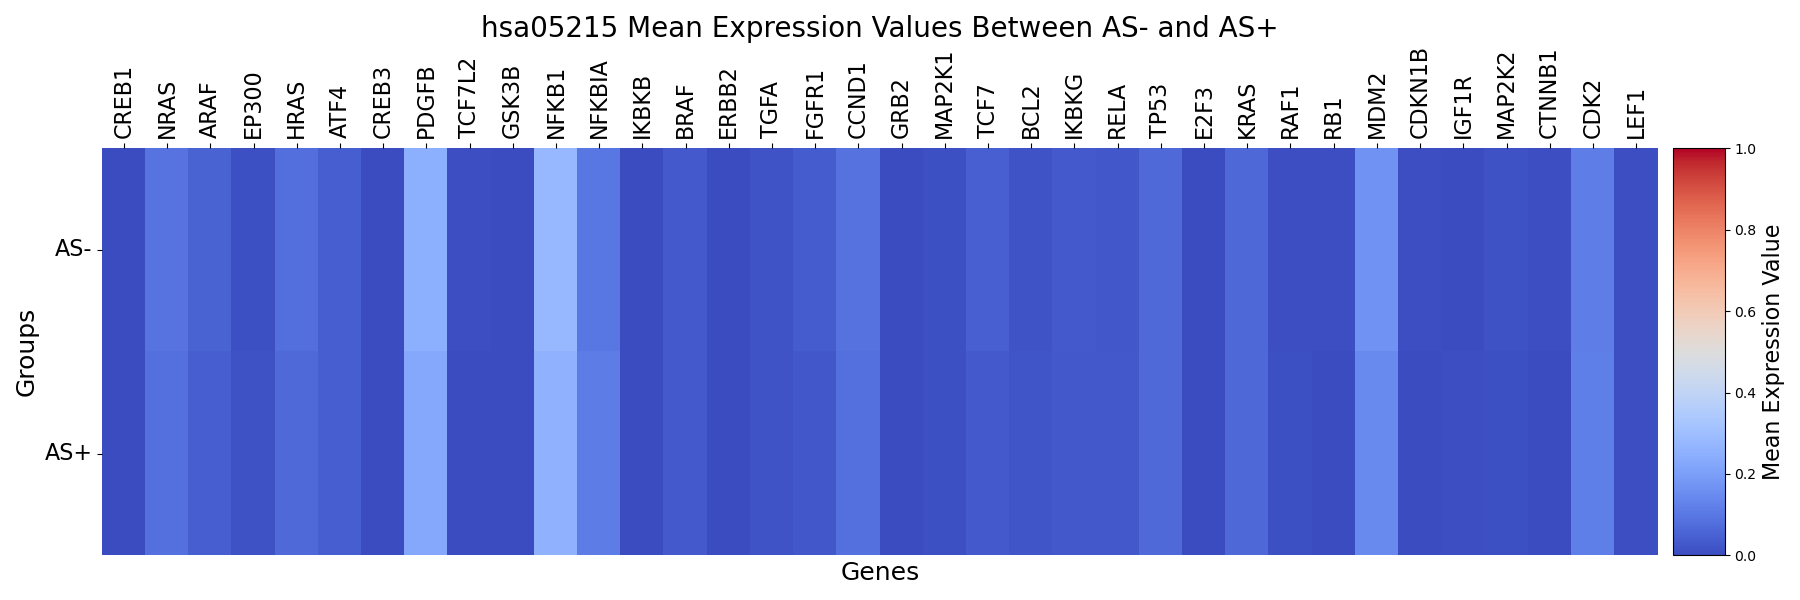 hsa05215 Mean Expression Values Between AS- and AS+
CREB1
NRAS
ARAF
EP300
HRAS
ATF4
CREB3
PDGFB
TCF7L2
GSK3B
NFKB1
NFKBIA
IKBKB
BRAF
ERBB2
TGFA
FGFR1
CCND1
GRB2
MAP2K1
TCF7
BCL2
IKBKG
RELA
TP53
E2F3
KRAS
RAF1
RB1
MDM2
CDKN1B
IGF1R
MAP2K2
CTNNB1
CDK2
LEF1
Groups
AS-
AS+
Genes
1.0
0.8
0.6
0.4
0.2
0.0
Mean Expression Value